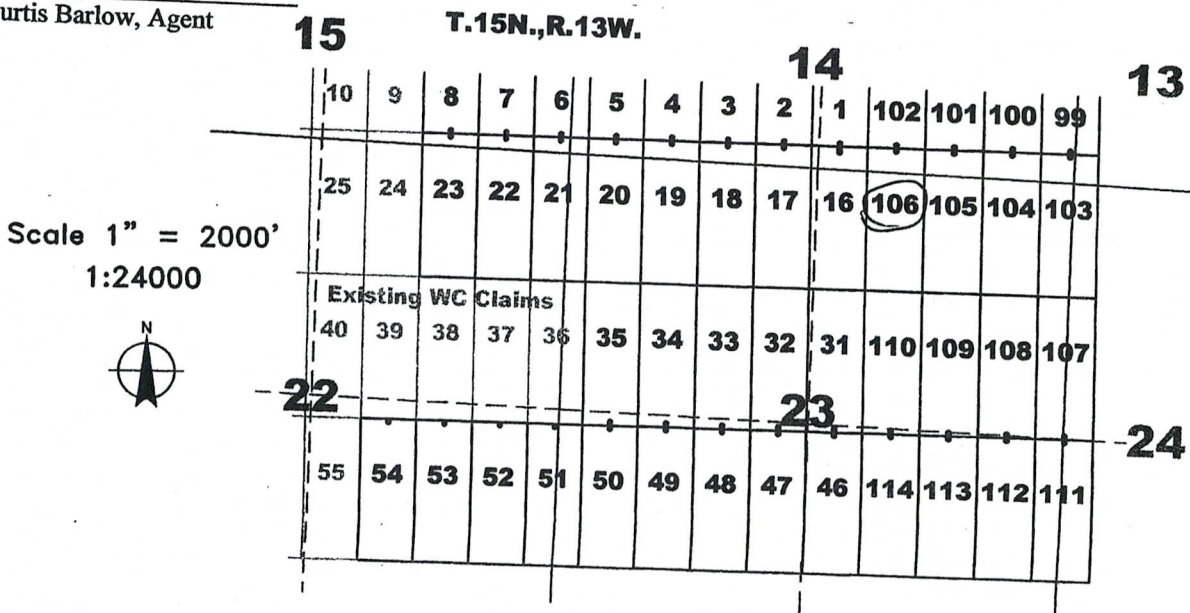 urtis Barlow, Agent
T.15N.,R.13W.
15
14
13
10 9 8 7 6 5 4 3 2 1 102 101 100 99
25 24 23 22 21 20 19 18 17 16 106 105 104 103
Scale 1" = 2000'
1:24000
Existing WC Claims
N
40 39 38 37 36 35 34 33 32 31 110 109 108 107
22
23
24
55 54 53 52 51 50 49 48 47 46 114 113 112 111